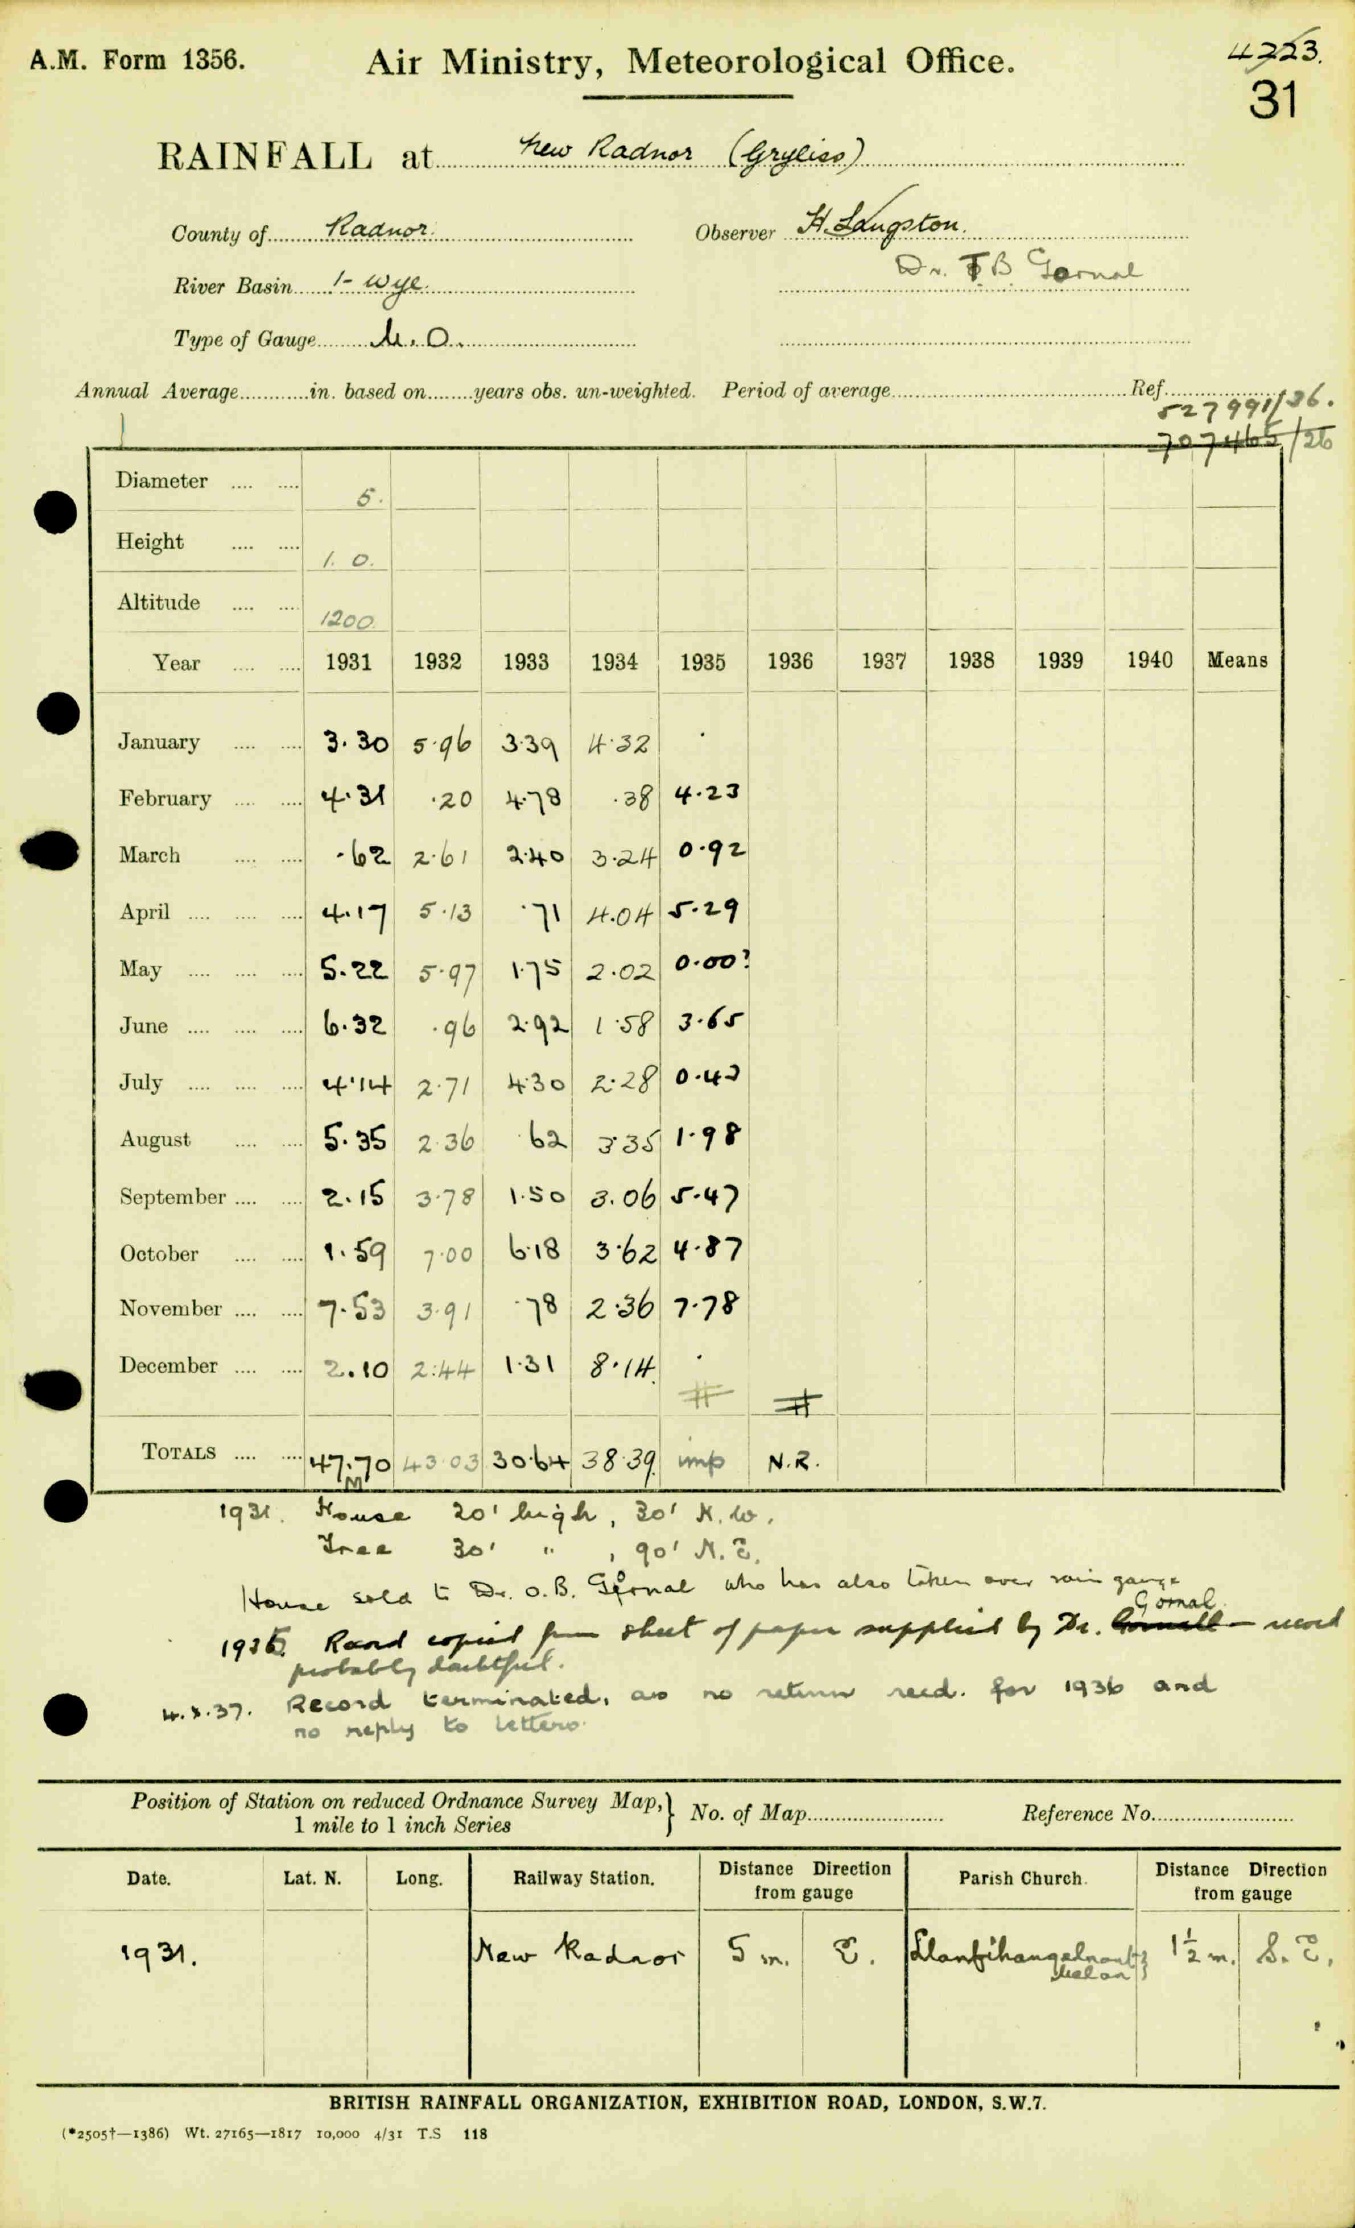 A.M. Form 1356. Air Ministry, Meteorological Office. 4223.
31
RAINFALL at New Radnor (Gryliss)
County of Radnor. Observer H. Langston.
Dr. T B Gornal
River Basin 1- Wye.
Type of Gauge M.O.
Annual Average............in. based on.........years obs. un-weighted. Period of average.............Ref.
527991/36.
707465/26
Diameter .... .... 5.
Height .... .... 1. 0.
Altitude .... .... 1200.
Year .... .... 1931 1932 1933 1934 1935 1936 1937 1938 1939 1940 Means
January .... .... 3.30 5.96 3.39 4.32 .
February .... .... 4.31 .20 4.78 .38 4.23
March .... .... .62 2.61 2.40 3.24 0.92
April .... .... .... 4.17 5.13 .71 4.04 5.29
May .... .... .... 5.22 5.97 1.75 2.02 0.00?
June .... .... .... 6.32 .96 2.92 1.58 3.65
July .... .... .... 4.14 2.71 4.30 2.28 0.42
August .... .... 5.35 2.36 .62 3.35 1.98
September .... .... 2.15 3.78 1.50 3.06 5.47
October .... .... 1.59 7.00 6.18 3.62 4.87
November .... .... 7.53 3.91 .78 2.36 7.78
December .... .... 2.10 2.44 1.31 8.14 .
TOTALS .... .... 47.70 43.03 30.64 38.39 imp N.R.
M
1931. House 20' high, 30' N.W.
Tree 30' " , 90' N.E.
House sold to Dr. O.B. Gornal who has also taken over rain gauge
Gornal
1935 Record copied from sheet of paper supplied by Dr. Gornall – record
probably doubtful.
4.3.37. Record terminated, as no return recd. for 1936 and
no reply to letters.
Position of Station on reduced Ordnance Survey Map,} No. of Map........................ Reference No.........................
1 mile to 1 inch Series
Date. Lat. N. Long. Railway Station. Distance Direction from gauge Parish Church. Distance Direction from gauge
1931. New Radnor 5 m. E. Llanfihangelnant melan } 1½ m. S.E.
BRITISH RAINFALL ORGANIZATION, EXHIBITION ROAD, LONDON, S.W.7.
(*2505†—1386) Wt. 27165—1817 10,000 4/31 T.S 118